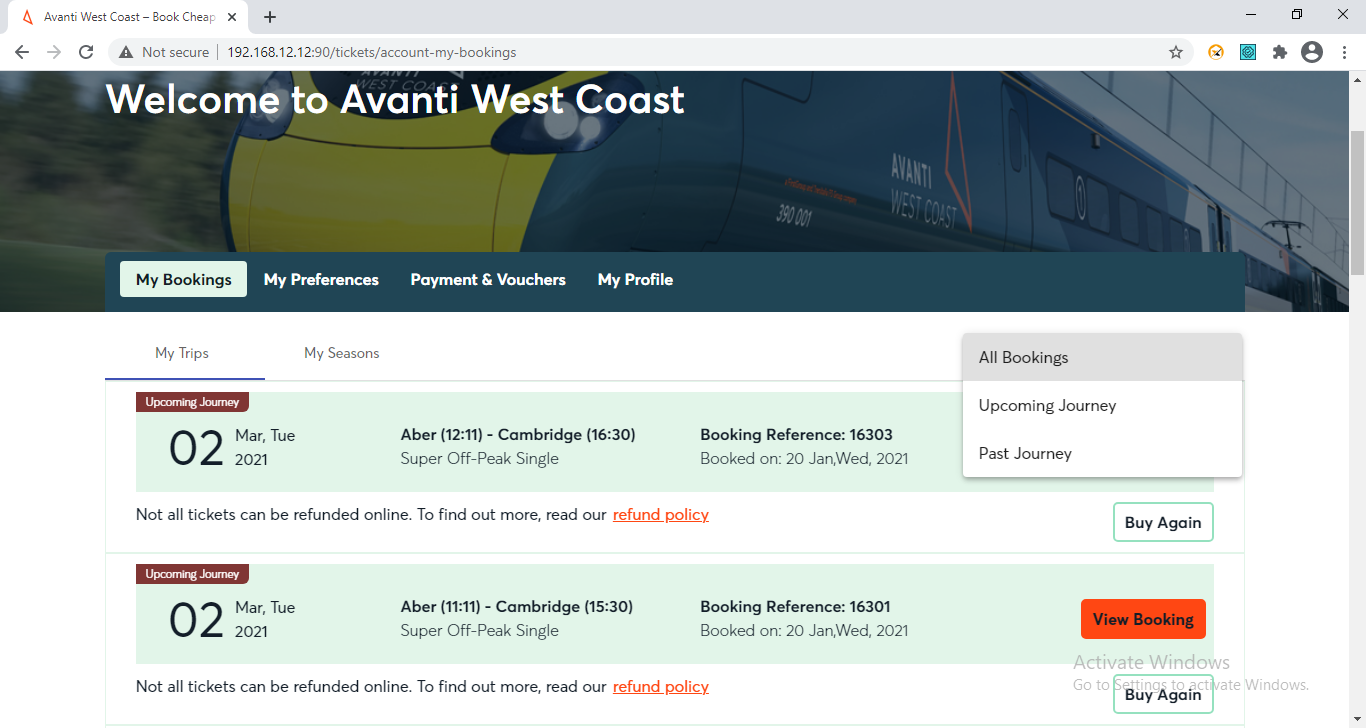 Avanti West Coast – Book Cheap
Not secure
192.168.12.12:90/tickets/account-my-bookings
WEST COAST
Welcome to Avanti West Coast
AVANTI
WEST COAST
390 001
My Bookings
My Preferences
Payment & Vouchers
My Profile
My Trips
My Seasons
All Bookings
Upcoming Journey
Past Journey
Upcoming Journey
02
Mar, Tue
2021
Aber (12:11) - Cambridge (16:30)
Super Off-Peak Single
Booking Reference: 16303
Booked on: 20 Jan,Wed, 2021
Not all tickets can be refunded online. To find out more, read our refund policy
Buy Again
Upcoming Journey
02
Mar, Tue
2021
Aber (11:11) - Cambridge (15:30)
Super Off-Peak Single
Booking Reference: 16301
Booked on: 20 Jan,Wed, 2021
View Booking
Not all tickets can be refunded online. To find out more, read our refund policy
Buy Again
Activate Windows
Go to Settings to activate Windows.